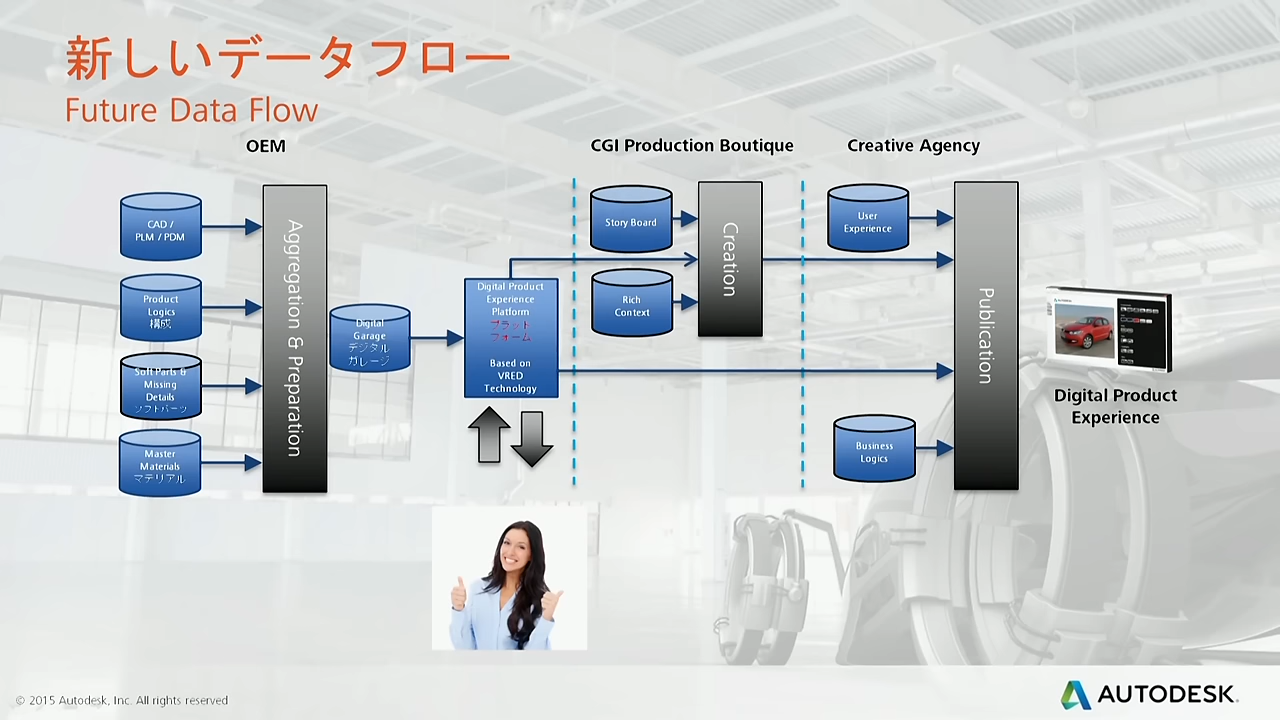 新しいデータフロー
Future Data Flow
OEM
CGI Production Boutique
Creative Agency
CAD /
PLM / PDM
Product
Logics
構成
Soft Parts &
Missing
Details
ソフトパーツ
Master
Materials
マテリアル
Aggregation & Preparation
Digital
Garage
デジタル
ガレージ
Digital Product
Experience
Platform
プラット
フォーム
Based on
VRED
Technology
Story Board
Rich
Context
Creation
User
Experience
Business
Logics
Publication
Digital Product
Experience
© 2015 Autodesk, Inc. All rights reserved
AUTODESK.